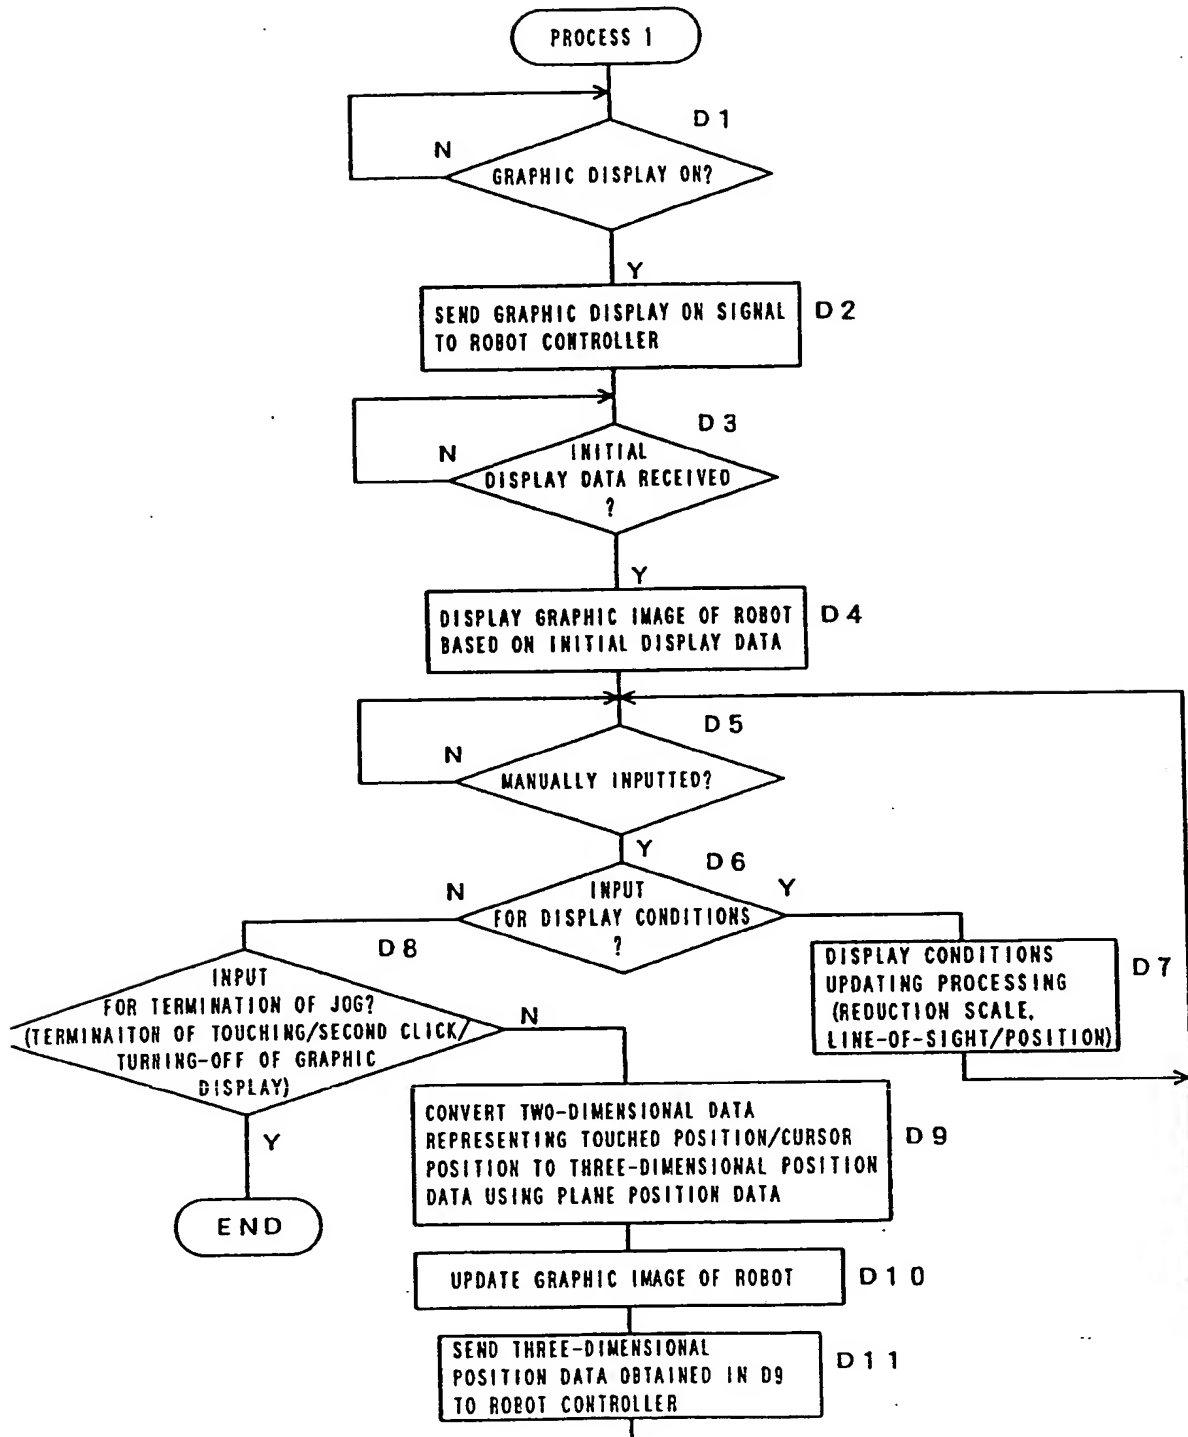 PROCESS 1
D1
N
GRAPHIC DISPLAY ON?
Y
SEND GRAPHIC DISPLAY ON SIGNAL
TO ROBOT CONTROLLER
D2
D3
N
INITIAL
DISPLAY DATA RECEIVED
?
Y
DISPLAY GRAPHIC IMAGE OF ROBOT
BASED ON INITIAL DISPLAY DATA
D4
D5
N
MANUALLY INPUTTED?
Y
D6
N
INPUT
FOR DISPLAY CONDITIONS
?
Y
DISPLAY CONDITIONS
UPDATING PROCESSING
(REDUCTION SCALE,
LINE-OF-SIGHT/POSITION)
D7
D8
INPUT
FOR TERMINATION OF JOG?
(TERMINAITON OF TOUCHING/SECOND CLICK/
TURNING-OFF OF GRAPHIC
DISPLAY)
N
Y
END
CONVERT TWO-DIMENSIONAL DATA
REPRESENTING TOUCHED POSITION/CURSOR
POSITION TO THREE-DIMENSIONAL POSITION
DATA USING PLANE POSITION DATA
D9
UPDATE GRAPHIC IMAGE OF ROBOT
D10
SEND THREE-DIMENSIONAL
POSITION DATA OBTAINED IN D9
TO ROBOT CONTROLLER
D11